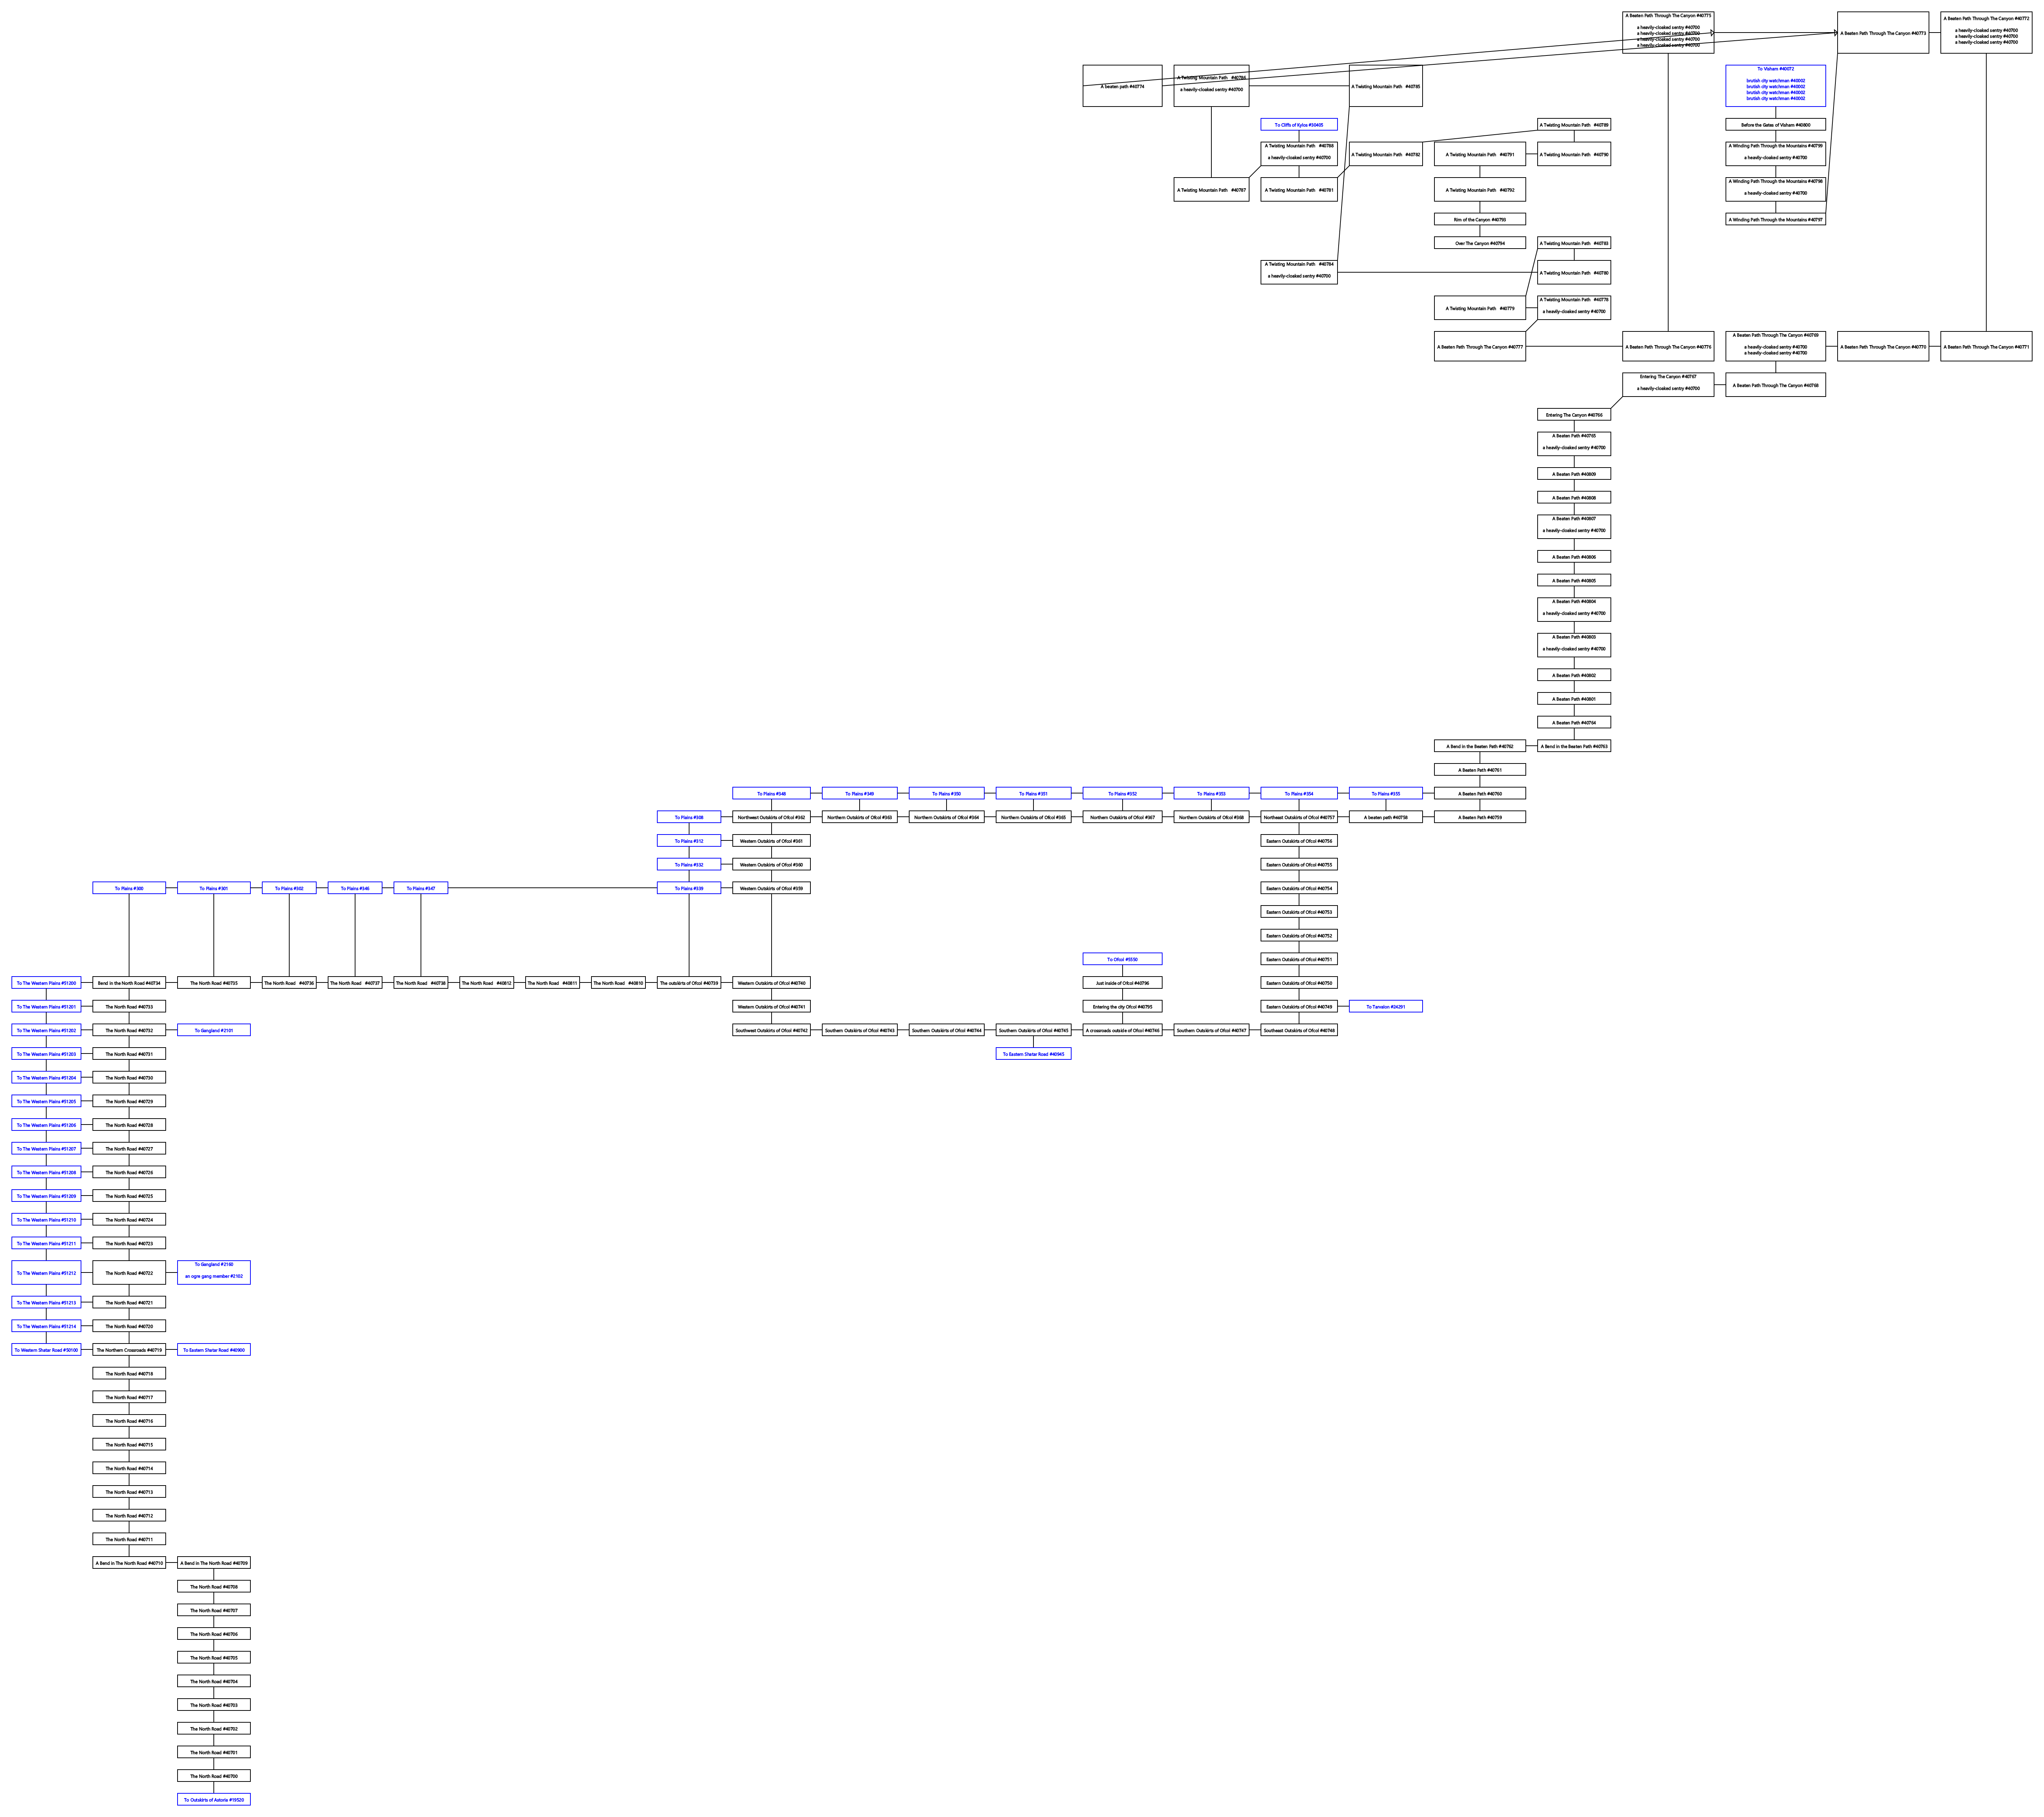 A Beaten Path Through The Canyon #40775
a heavily-cloaked sentry #40700
a heavily-cloaked sentry #40700
a heavily-cloaked sentry #40700
a heavily-cloaked sentry #40700
A Beaten Path Through The Canyon #40773
A Beaten Path Through The Canyon #40772
a heavily-cloaked sentry #40700
a heavily-cloaked sentry #40700
a heavily-cloaked sentry #40700
A beaten path #40774
A Twisting Mountain Path #40786
a heavily-cloaked sentry #40700
A Twisting Mountain Path #40785
To Visham #40072
brutish city watchman #40002
brutish city watchman #40002
brutish city watchman #40002
brutish city watchman #40002
To Cliffs of Kylos #30405
A Twisting Mountain Path #40789
Before the Gates of Visham #40800
A Twisting Mountain Path #40788
a heavily-cloaked sentry #40700
A Twisting Mountain Path #40782
A Twisting Mountain Path #40791
A Twisting Mountain Path #40790
A Winding Path Through the Mountains #40799
a heavily-cloaked sentry #40700
A Twisting Mountain Path #40787
A Twisting Mountain Path #40781
A Twisting Mountain Path #40792
A Winding Path Through the Mountains #40798
a heavily-cloaked sentry #40700
Rim of the Canyon #40793
A Winding Path Through the Mountains #40797
Over The Canyon #40794
A Twisting Mountain Path #40783
A Twisting Mountain Path #40784
a heavily-cloaked sentry #40700
A Twisting Mountain Path #40780
A Twisting Mountain Path #40779
A Twisting Mountain Path #40778
a heavily-cloaked sentry #40700
A Beaten Path Through The Canyon #40777
A Beaten Path Through The Canyon #40776
A Beaten Path Through The Canyon #40769
a heavily-cloaked sentry #40700
a heavily-cloaked sentry #40700
A Beaten Path Through The Canyon #40770
A Beaten Path Through The Canyon #40771
Entering The Canyon #40767
a heavily-cloaked sentry #40700
A Beaten Path Through The Canyon #40768
Entering The Canyon #40766
A Beaten Path #40765
a heavily-cloaked sentry #40700
A Beaten Path #40809
A Beaten Path #40808
A Beaten Path #40807
a heavily-cloaked sentry #40700
A Beaten Path #40806
A Beaten Path #40805
A Beaten Path #40804
a heavily-cloaked sentry #40700
A Beaten Path #40803
a heavily-cloaked sentry #40700
A Beaten Path #40802
A Beaten Path #40801
A Beaten Path #40764
A Bend in the Beaten Path #40762
A Bend in the Beaten Path #40763
A Beaten Path #40761
To Plains #348
To Plains #349
To Plains #350
To Plains #351
To Plains #352
To Plains #353
To Plains #354
To Plains #355
A Beaten Path #40760
To Plains #308
Northwest Outskirts of Ofcol #362
Northern Outskirts of Ofcol #363
Northern Outskirts of Ofcol #364
Northern Outskirts of Ofcol #365
Northern Outskirts of Ofcol #367
Northern Outskirts of Ofcol #368
Northeast Outskirts of Ofcol #40757
A beaten path #40758
A Beaten Path #40759
To Plains #312
Western Outskirts of Ofcol #361
Eastern Outskirts of Ofcol #40756
To Plains #332
Western Outskirts of Ofcol #360
Eastern Outskirts of Ofcol #40755
To Plains #300
To Plains #301
To Plains #302
To Plains #346
To Plains #347
To Plains #339
Western Outskirts of Ofcol #359
Eastern Outskirts of Ofcol #40754
Eastern Outskirts of Ofcol #40753
Eastern Outskirts of Ofcol #40752
To Ofcol #5550
Eastern Outskirts of Ofcol #40751
To The Western Plains #51200
Bend in the North Road #40734
The North Road #40735
The North Road #40736
The North Road #40737
The North Road #40738
The North Road #40812
The North Road #40811
The North Road #40810
The outskirts of Ofcol #40739
Western Outskirts of Ofcol #40740
Just inside of Ofcol #40796
Eastern Outskirts of Ofcol #40750
To The Western Plains #51201
The North Road #40733
Western Outskirts of Ofcol #40741
Entering the city Ofcol #40795
Eastern Outskirts of Ofcol #40749
To Tarvalon #24291
To The Western Plains #51202
The North Road #40732
To Gangland #2101
Southwest Outskirts of Ofcol #40742
Southern Outskirts of Ofcol #40743
Southern Outskirts of Ofcol #40744
Southern Outskirts of Ofcol #40745
A crossroads outside of Ofcol #40746
Southern Outskirts of Ofcol #40747
Southeast Outskirts of Ofcol #40748
To The Western Plains #51203
The North Road #40731
To Eastern Shatar Road #40945
To The Western Plains #51204
The North Road #40730
To The Western Plains #51205
The North Road #40729
To The Western Plains #51206
The North Road #40728
To The Western Plains #51207
The North Road #40727
To The Western Plains #51208
The North Road #40726
To The Western Plains #51209
The North Road #40725
To The Western Plains #51210
The North Road #40724
To The Western Plains #51211
The North Road #40723
To The Western Plains #51212
The North Road #40722
To Gangland #2160
an ogre gang member #2102
To The Western Plains #51213
The North Road #40721
To The Western Plains #51214
The North Road #40720
To Western Shatar Road #50100
The Northern Crossroads #40719
To Eastern Shatar Road #40900
The North Road #40718
The North Road #40717
The North Road #40716
The North Road #40715
The North Road #40714
The North Road #40713
The North Road #40712
The North Road #40711
A Bend in The North Road #40710
A Bend in The North Road #40709
The North Road #40708
The North Road #40707
The North Road #40706
The North Road #40705
The North Road #40704
The North Road #40703
The North Road #40702
The North Road #40701
The North Road #40700
To Outskirts of Astoria #19520